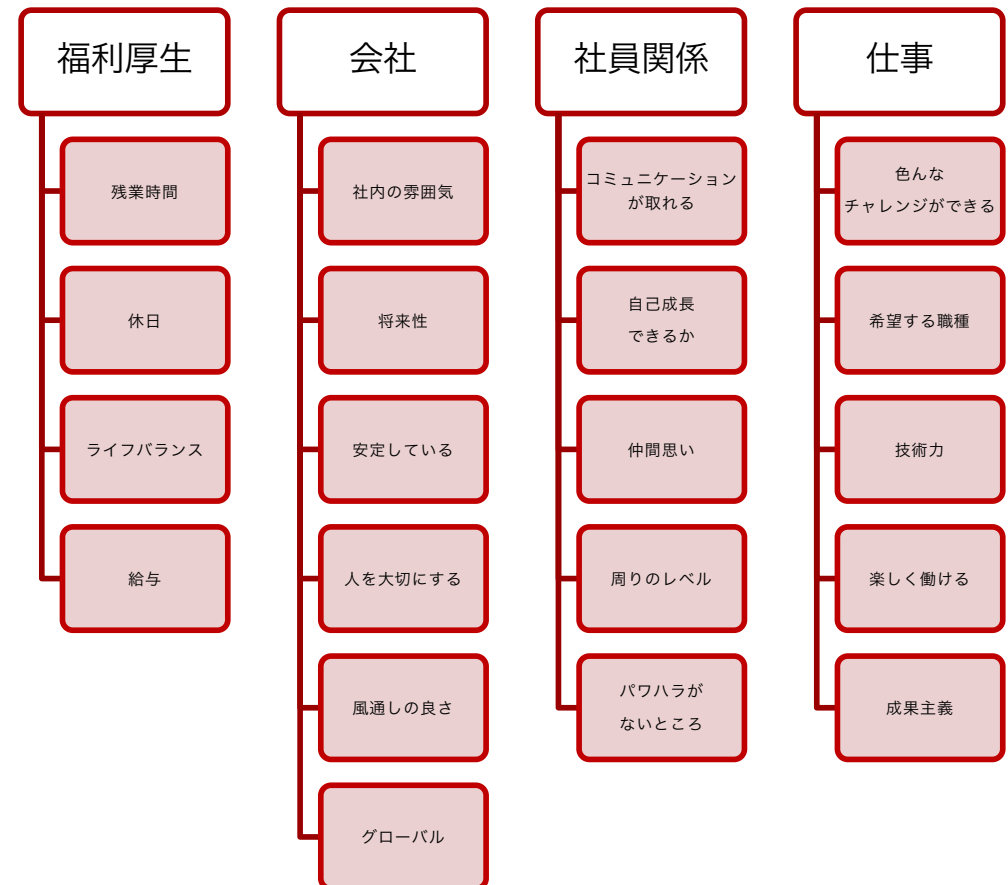 福利厚生
残業時間
休日
ライフバランス
給与
会社
社内の雰囲気
将来性
安定している
人を大切にする
風通しの良さ
グローバル
社員関係
コミュニケーション
が取れる
自己成長
できるか
仲間思い
周りのレベル
パワハラが
ないところ
仕事
色んな
チャレンジができる
希望する職種
技術力
楽しく働ける
成果主義